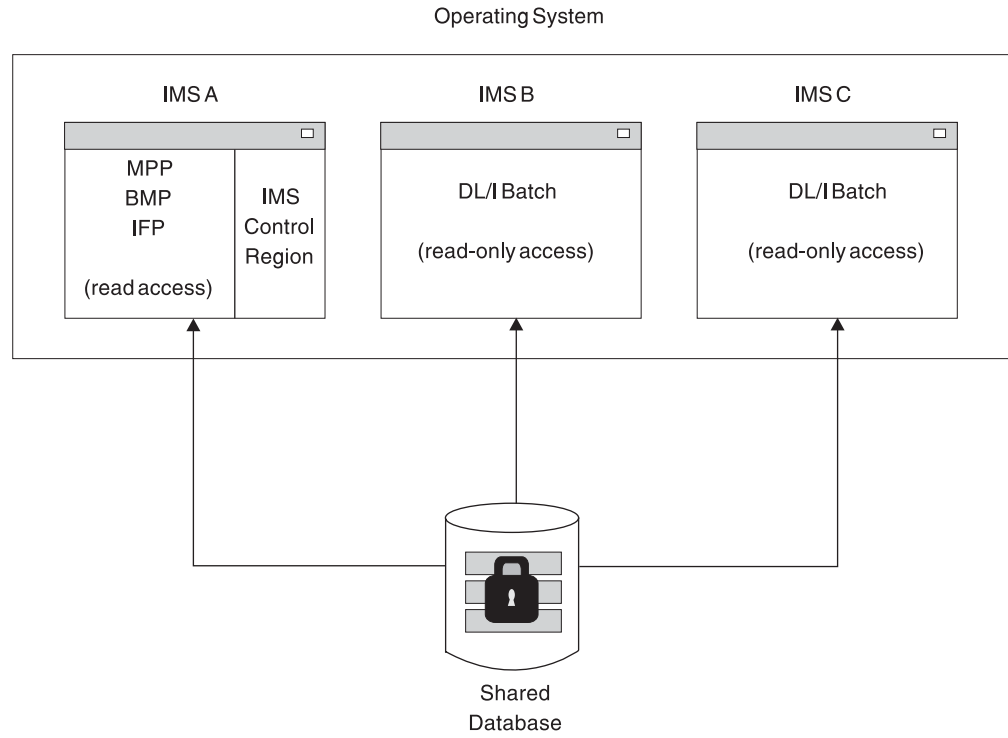 Operating System
IMS A
IMS B
IMS C
MPP
BMP
IFP
(read access)
IMS
Control
Region
DL/I Batch
(read-only access)
DL/I Batch
(read-only access)
Shared
Database